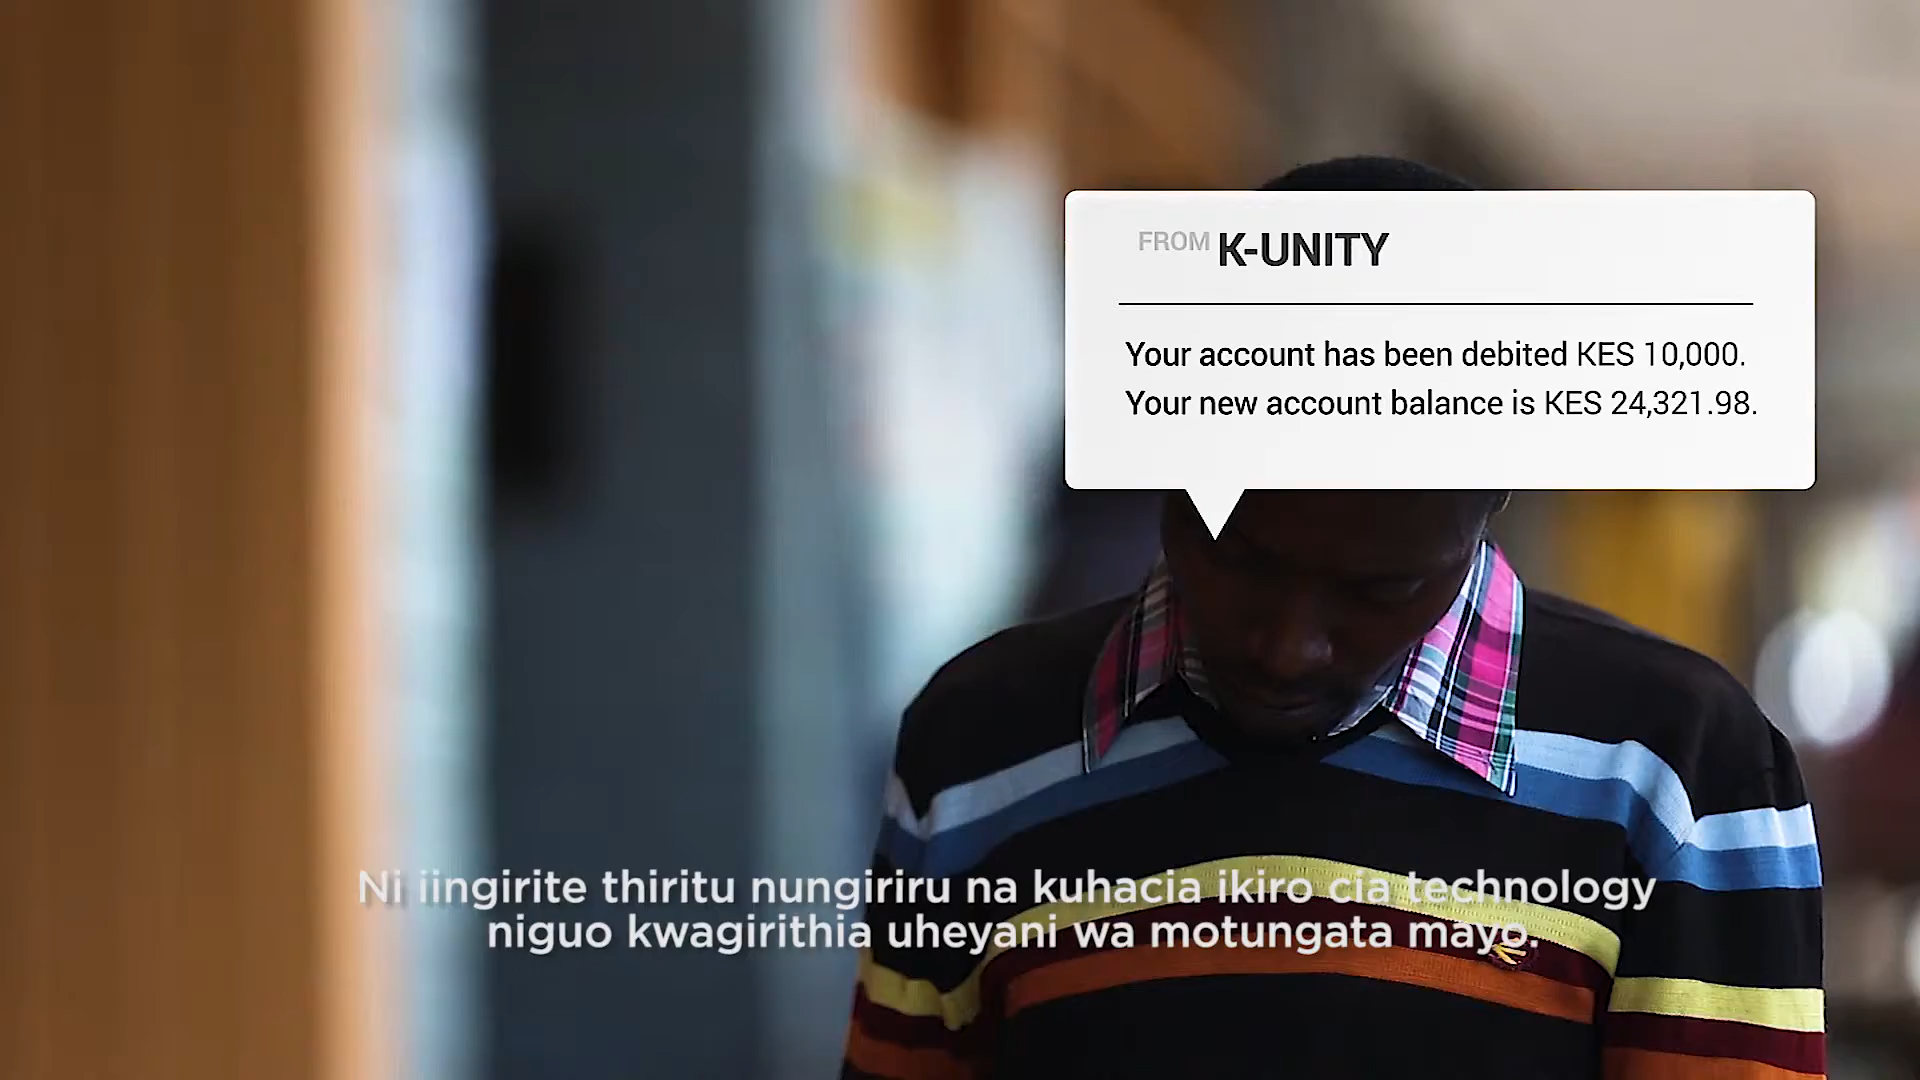 FROM K-UNITY
Your account has been debited KES 10,000.
Your new account balance is KES 24,321.98.
Ni iingirite thiritu nungiriru na kuhacia ikiro cia technology
niguo kwagirithia uheyani wa motungata mayo.